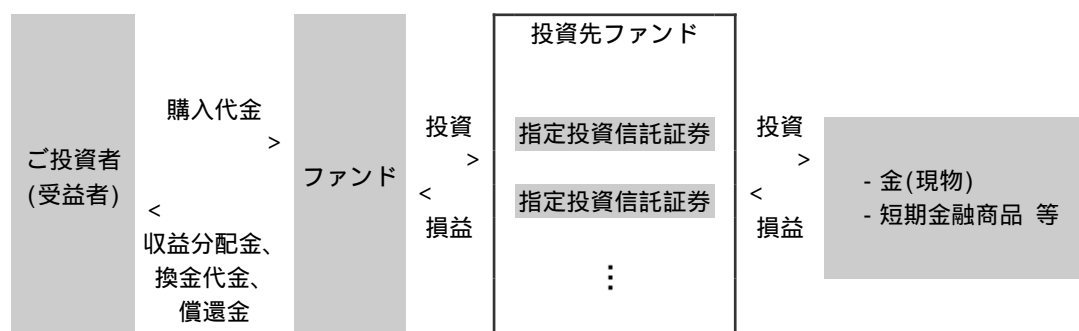 投資先ファンド
購入代金
>
ご投資者
(受益者)
<
収益分配金、
換金代金、
償還金
ファンド
投資
>
<
損益
指定投資信託証券
指定投資信託証券
⋮
投資
>
<
損益
- 金(現物)
- 短期金融商品 等